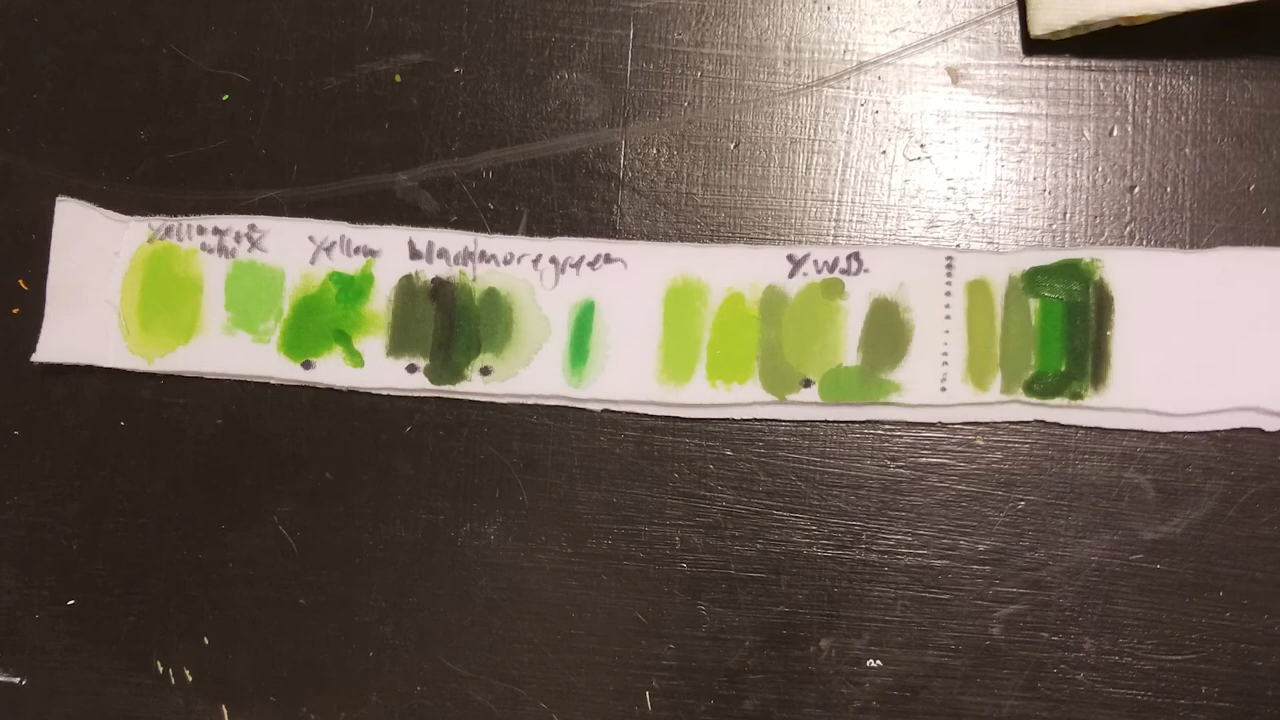 Yellow +
white
Yellow
black/more green
Y.W.B.